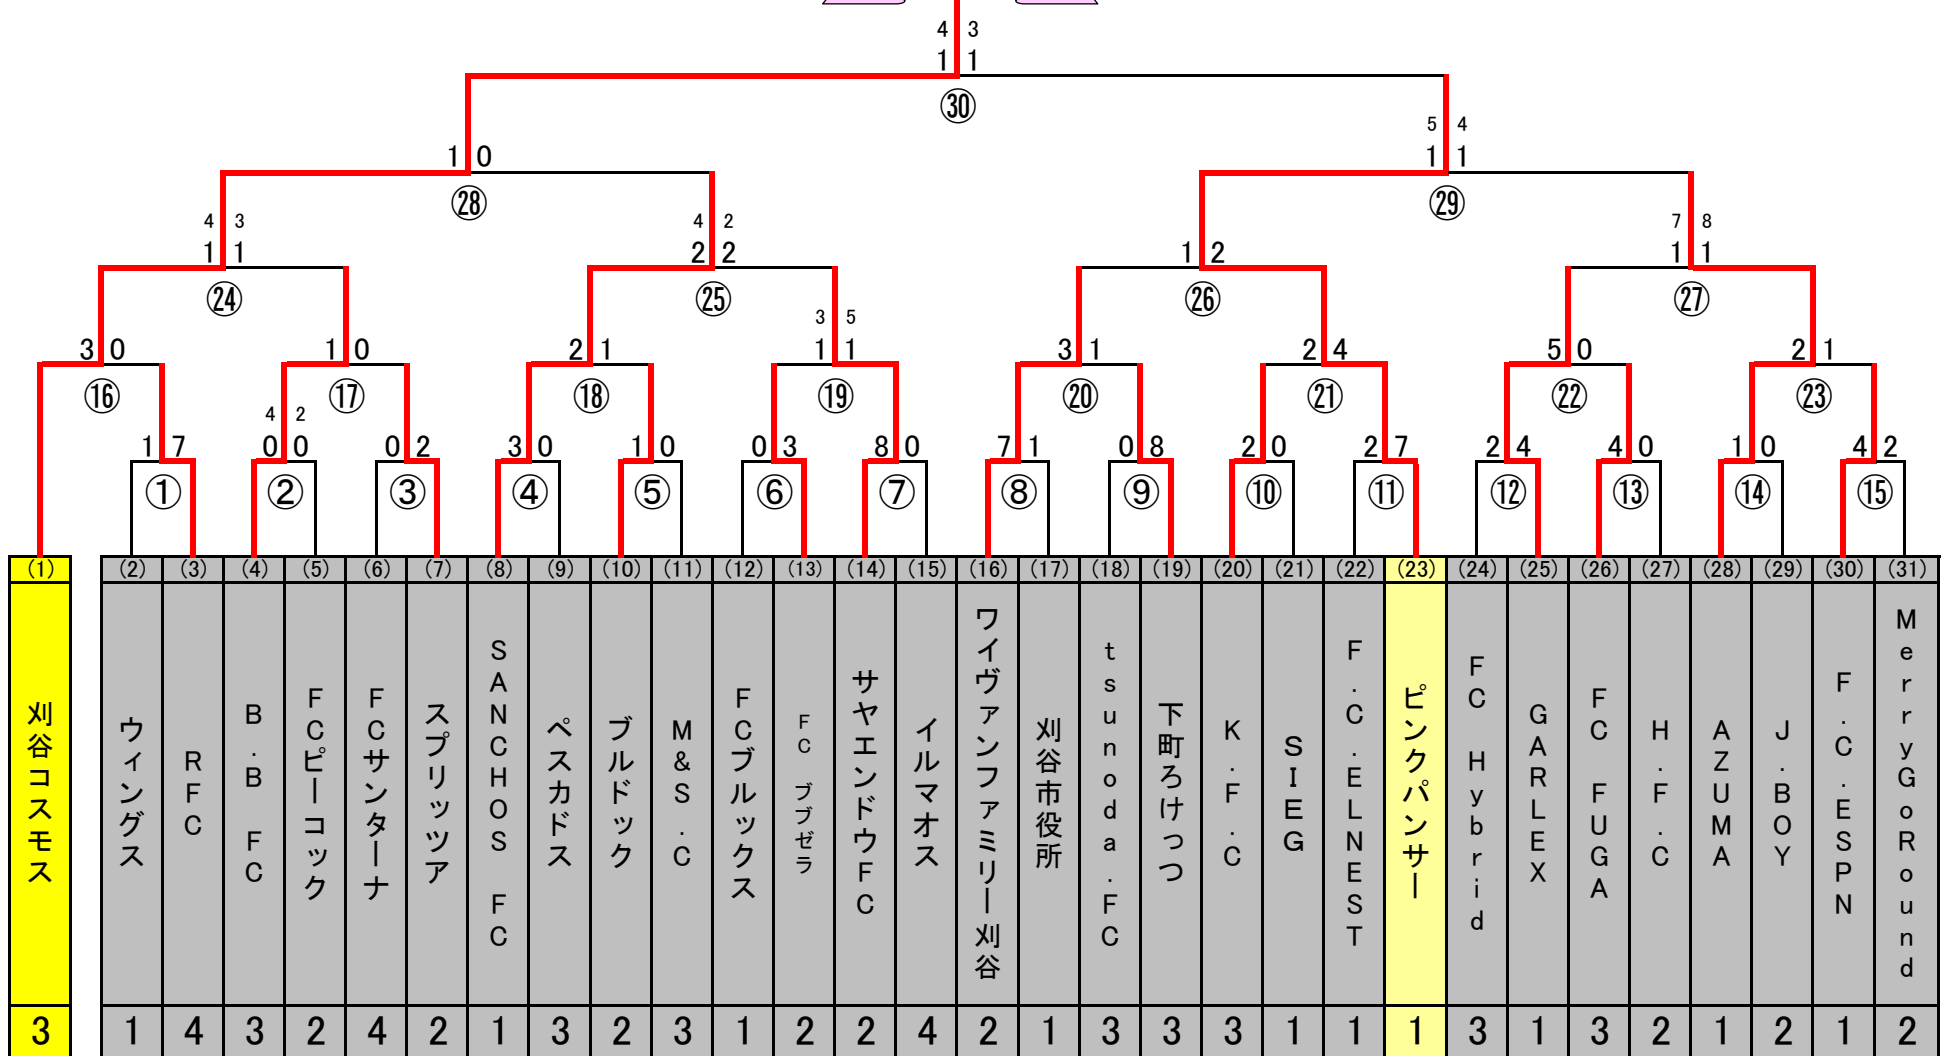 4 3
1 1
㉚
5 4
1 0
1 1
㉘
㉙
4 3
4 2
7 8
1 1
2 2
1 2
1 1
㉔
㉕
㉖
㉗
3 5
3 0
1 0
2 1
1 1
3 1
2 4
5 0
2 1
⑯
⑰
⑱
⑲
⑳
㉑
㉒
㉓
4 2
1 7
0 0
0 2
3 0
1 0
0 3
8 0
7 1
0 8
2 0
2 7
2 4
4 0
1 0
4 2
①
②
③
④
⑤
⑥
⑦
⑧
⑨
⑩
⑪
⑫
⑬
⑭
⑮
(1) (2) (3) (4) (5) (6) (7) (8) (9) (10) (11) (12) (13) (14) (15) (16) (17) (18) (19) (20) (21) (22) (23) (24) (25) (26) (27) (28) (29) (30) (31)
刈谷コスモス
ウィングス
RFC
B.B FC
FCピーコック
FCサンターナ
スプリッツア
SANCHOS FC
ペスカドス
ブルドック
M&S.C
FCブルックス
FC ブブゼラ
サヤエンドウFC
イルマオス
ワイヴァンファミリー刈谷
刈谷市役所
tsunoda.FC
下町ろけっつ
K.F.C
SIEG
F.C.ELNEST
ピンクパンサー
FC Hybrid
GARLEX
FC FUGA
H.F.C
AZUMA
J.BOY
F.C.ESPN
MerryGoRound
3 1 4 3 2 4 2 1 3 2 3 1 2 2 4 2 1 3 3 3 1 1 1 3 1 3 2 1 2 1 2